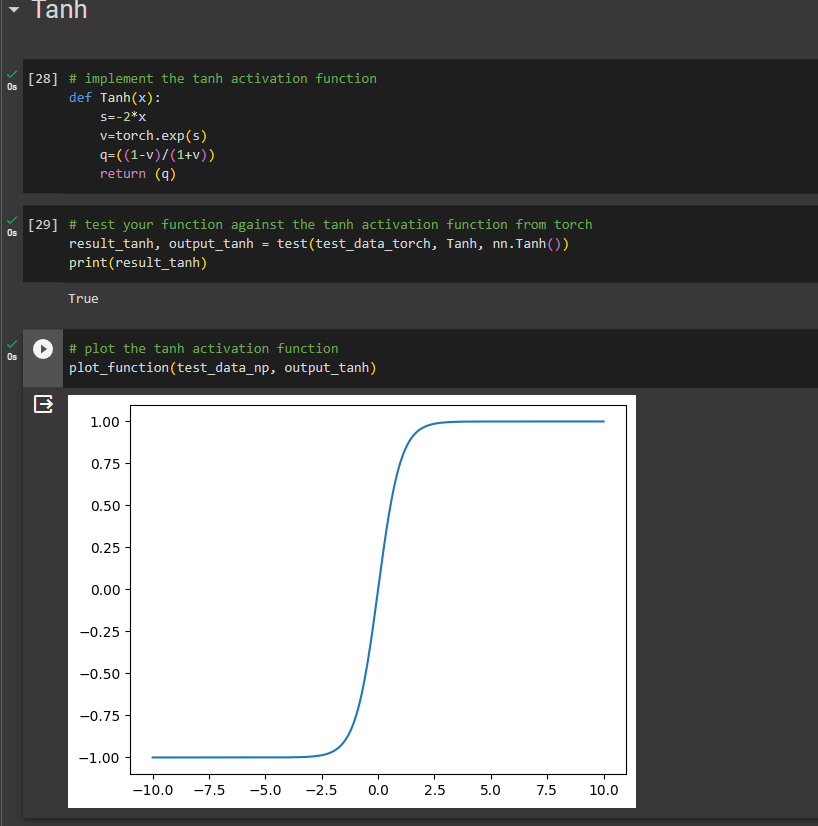 Tanh
[28] # implement the tanh activation function
0s
def Tanh(x):
s=-2*x
v=torch.exp(s)
q=((1-v)/(1+v))
return (q)
[29] # test your function against the tanh activation function from torch
0s
result_tanh, output_tanh = test(test_data_torch, Tanh, nn.Tanh())
print(result_tanh)
True
# plot the tanh activation function
0s
plot_function(test_data_np, output_tanh)
1.00
0.75
0.50
0.25
0.00
−0.25
−0.50
−0.75
−1.00
−10.0 −7.5 −5.0 −2.5 0.0 2.5 5.0 7.5 10.0